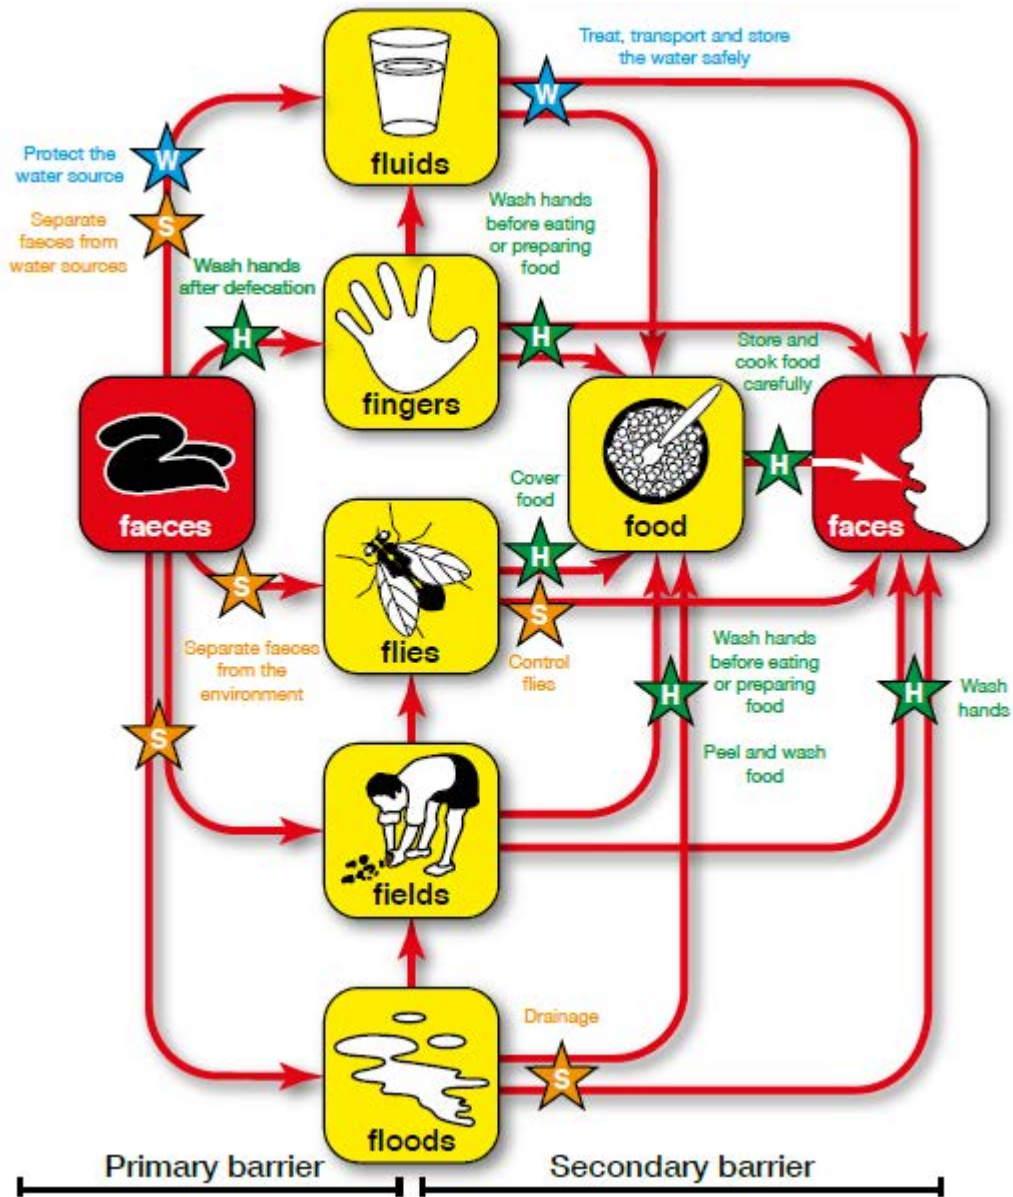 Treat, transport and store
the water safely
W
fluids
Protect the
water source
W
Separate
faeces from
water sources
S
Wash hands
before eating
or preparing
food
Wash hands
after defecation
H
H
fingers
Store and
cook food
carefully
faeces
Cover
food
H
food
H
faces
S
H
S
flies
Separate faeces
from the
environment
Control
flies
Wash hands
before eating
or preparing
food
H
H
Wash
hands
S
Peel and wash
food
fields
Drainage
S
floods
Primary barrier
Secondary barrier